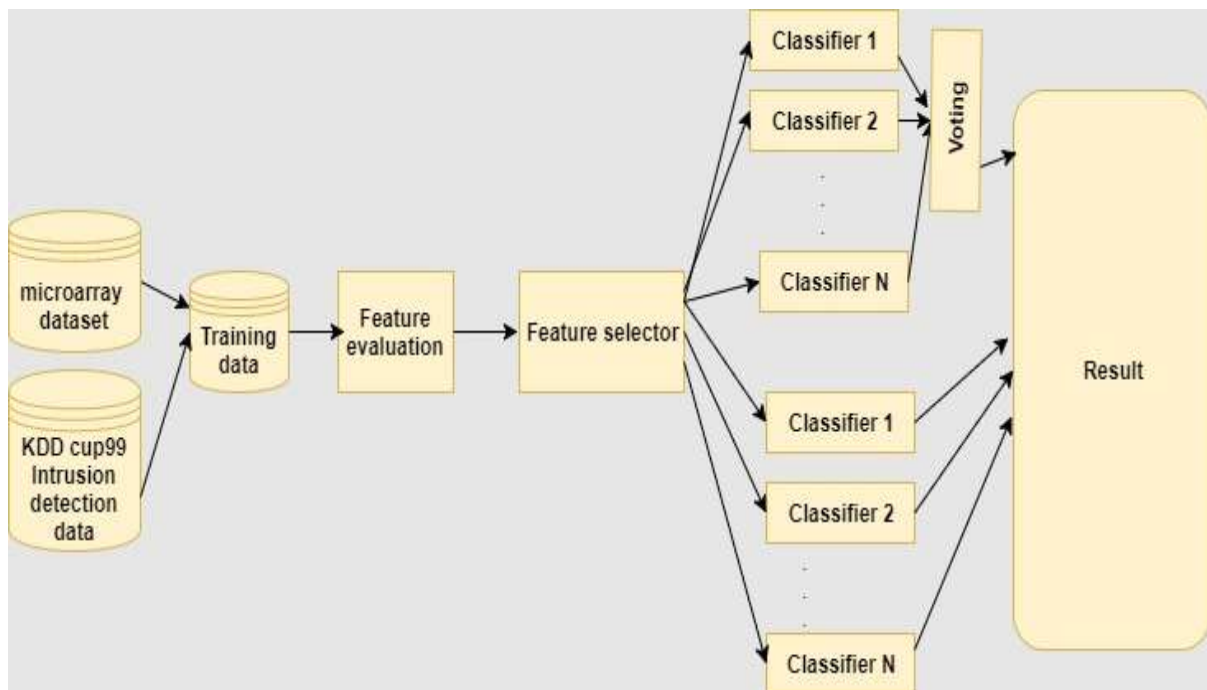 microarray
dataset
KDD cup99
Intrusion
detection
data
Training
data
Feature
evaluation
Feature selector
Classifier 1
Classifier 2
Classifier N
Voting
Classifier 1
Classifier 2
Classifier N
Result